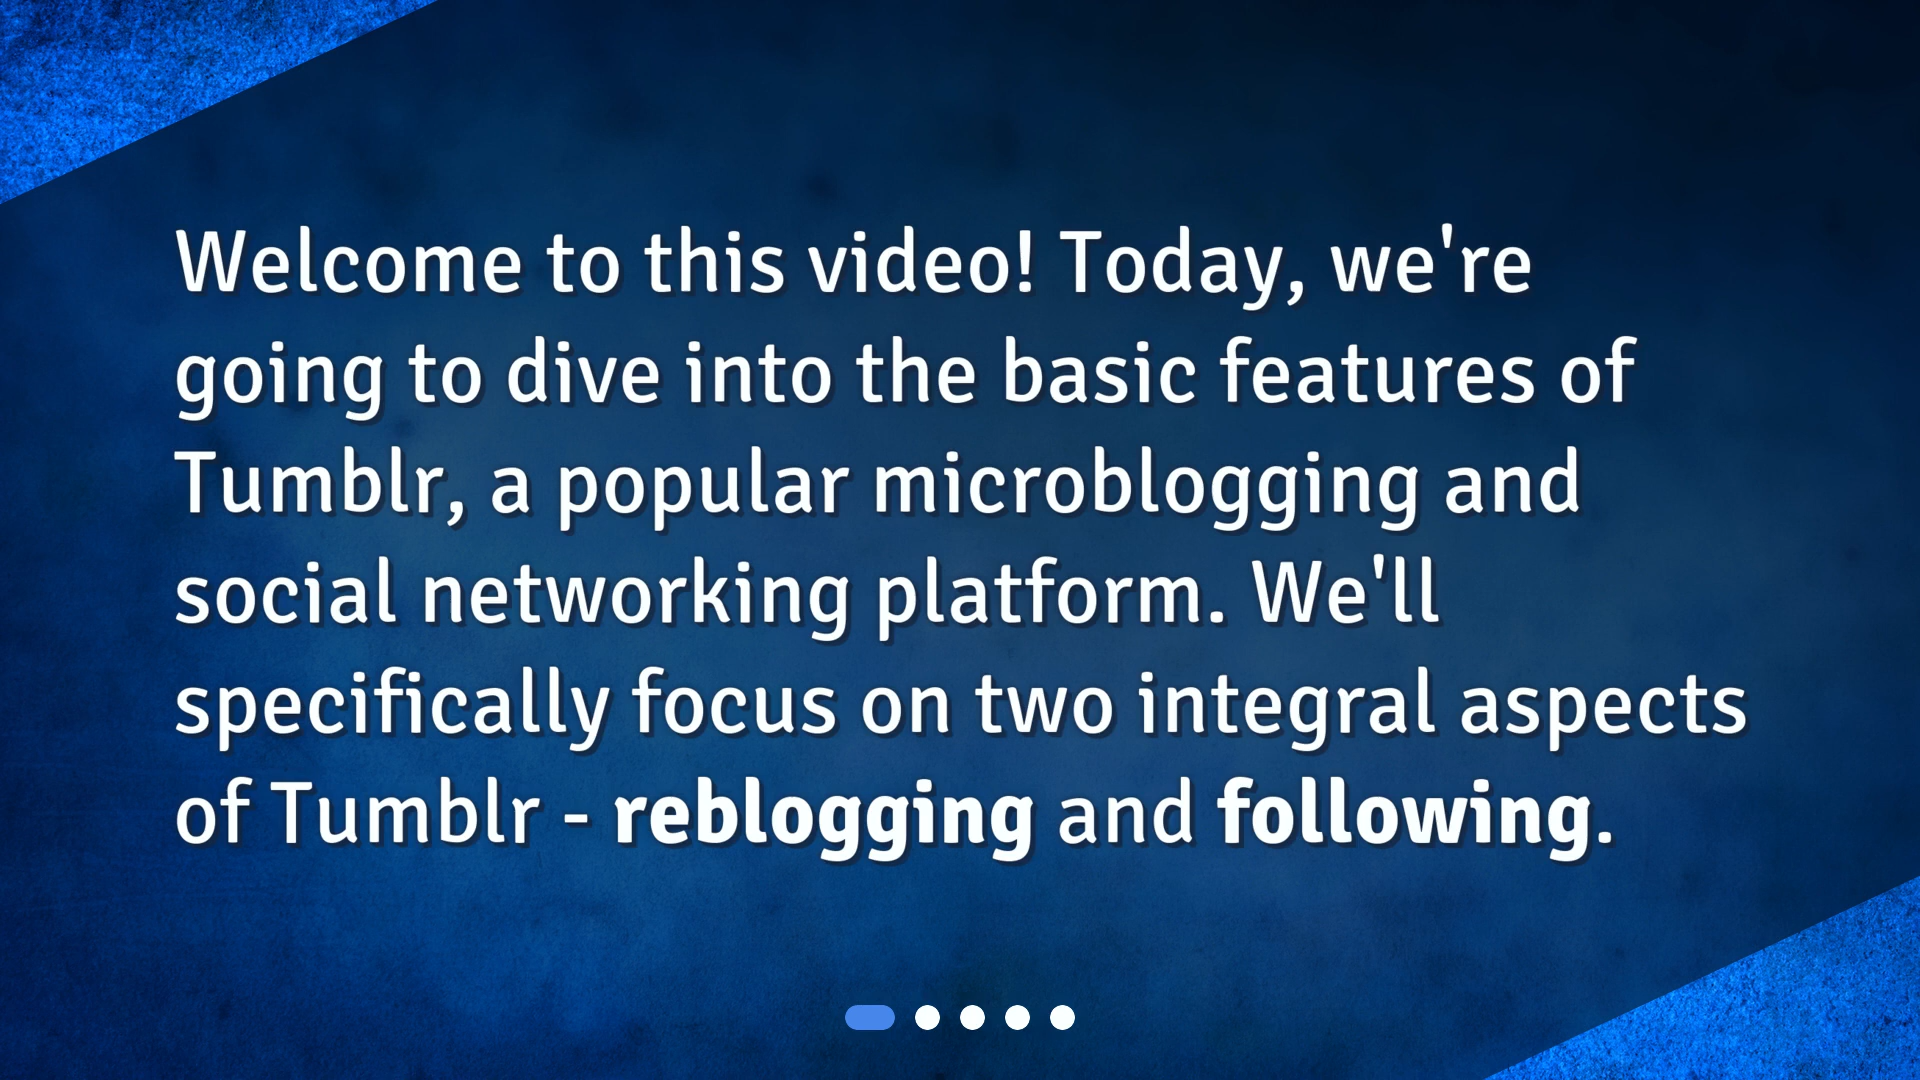 Welcome to this video! Today, we're
going to dive into the basic features of
Tumblr, a popular microblogging and
social networking platform. We'll
specifically focus on two integral aspects
of Tumblr - reblogging and following.